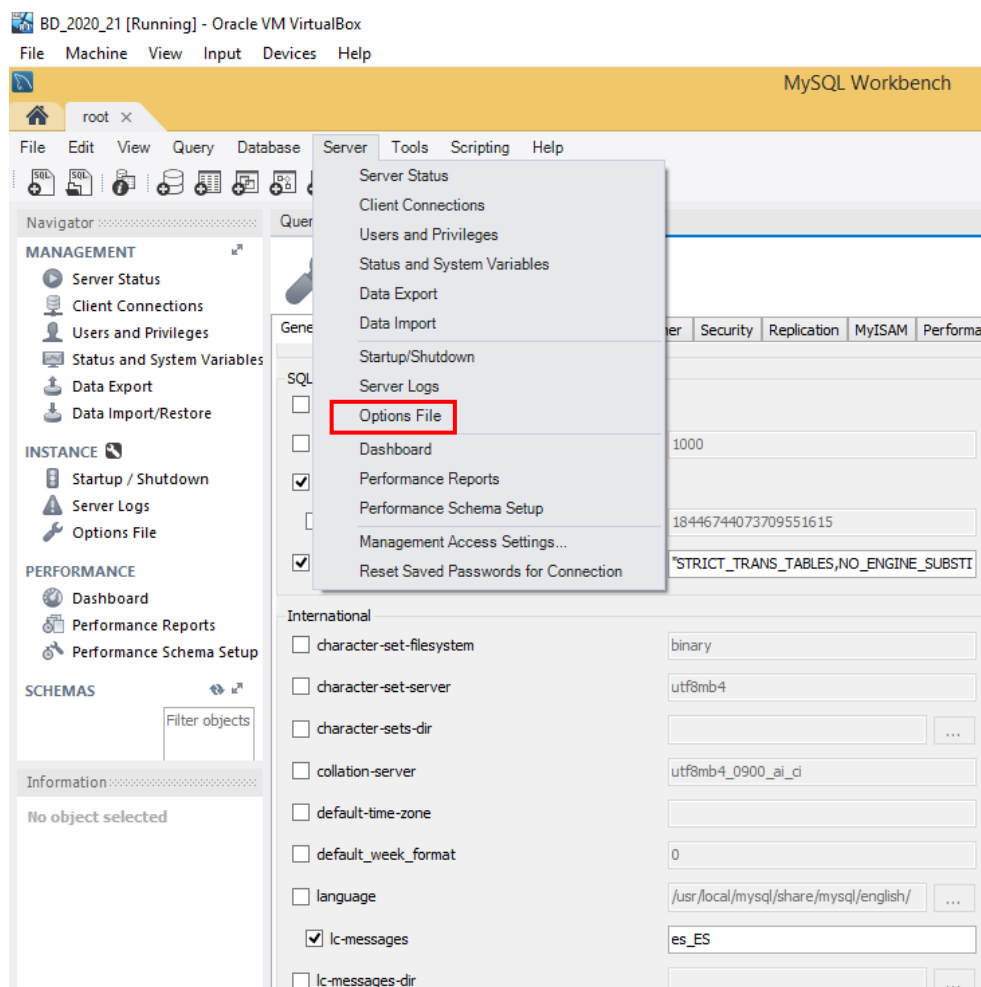 BD_2020_21 [Running] - Oracle VM VirtualBox
File Machine View Input Devices Help
MySQL Workbench
root ×
File Edit View Query Database Server Tools Scripting Help
Server Status
Client Connections
Users and Privileges
Status and System Variables
Data Export
Data Import
Startup/Shutdown
Server Logs
Options File
Dashboard
Performance Reports
Performance Schema Setup
Management Access Settings...
Reset Saved Passwords for Connection
Navigator
MANAGEMENT
Server Status
Client Connections
Users and Privileges
Status and System Variables
Data Export
Data Import/Restore
INSTANCE
Startup / Shutdown
Server Logs
Options File
PERFORMANCE
Dashboard
Performance Reports
Performance Schema Setup
SCHEMAS
Filter objects
Information
No object selected
Quer
Gene
ner Security Replication MyISAM Performa
SQL
1000
18446744073709551615
"STRICT_TRANS_TABLES,NO_ENGINE_SUBSTI
International
character-set-filesystem binary
character-set-server utf8mb4
character-sets-dir ...
collation-server utf8mb4_0900_ai_ci
default-time-zone
default_week_format 0
language /usr/local/mysql/share/mysql/english/ ...
lc-messages es_ES
lc-messages-dir ...